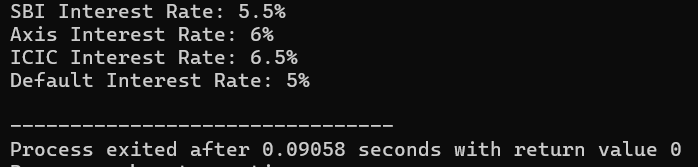 SBI Interest Rate: 5.5%
Axis Interest Rate: 6%
ICIC Interest Rate: 6.5%
Default Interest Rate: 5%
--------------------------------
Process exited after 0.09058 seconds with return value 0